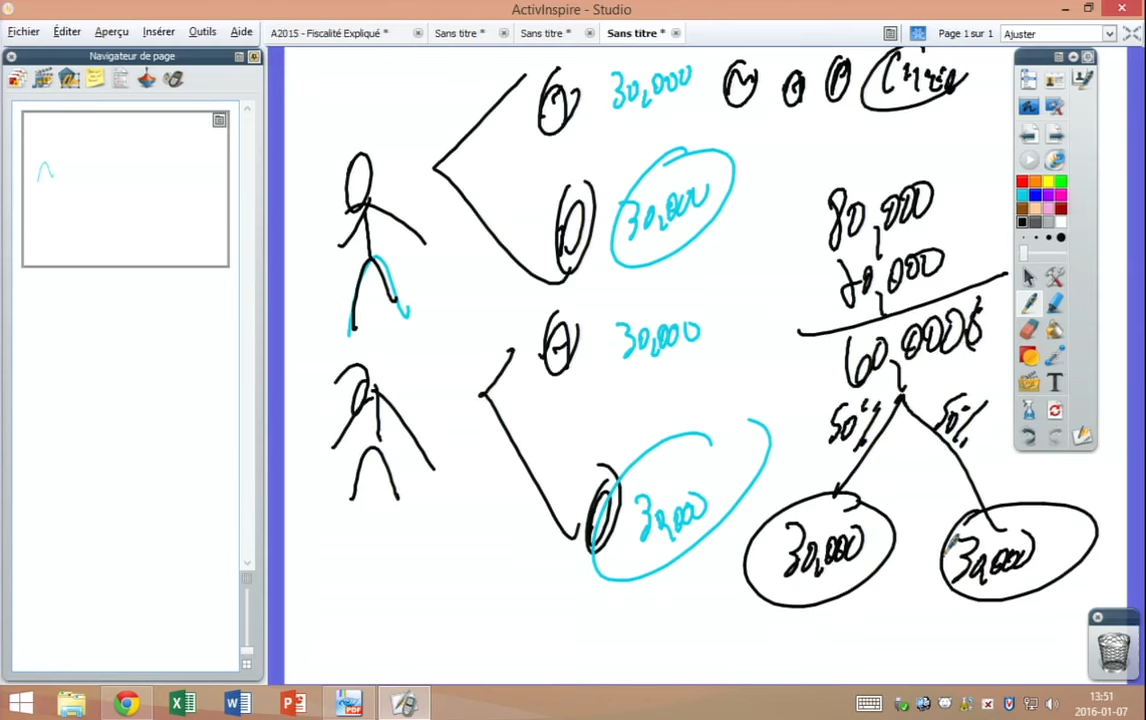 ActivInspire - Studio
Fichier Éditer Aperçu Insérer Outils Aide
A2015 - Fiscalité Expliqué *
Sans titre *
Sans titre *
Sans titre *
Page 1 sur 1
Ajuster
Navigateur de page
30,000
30,000
30,000
30,000
80,000
60,000$
50%
50%
30,000
30,000
T
PDF
13:51
2016-01-07